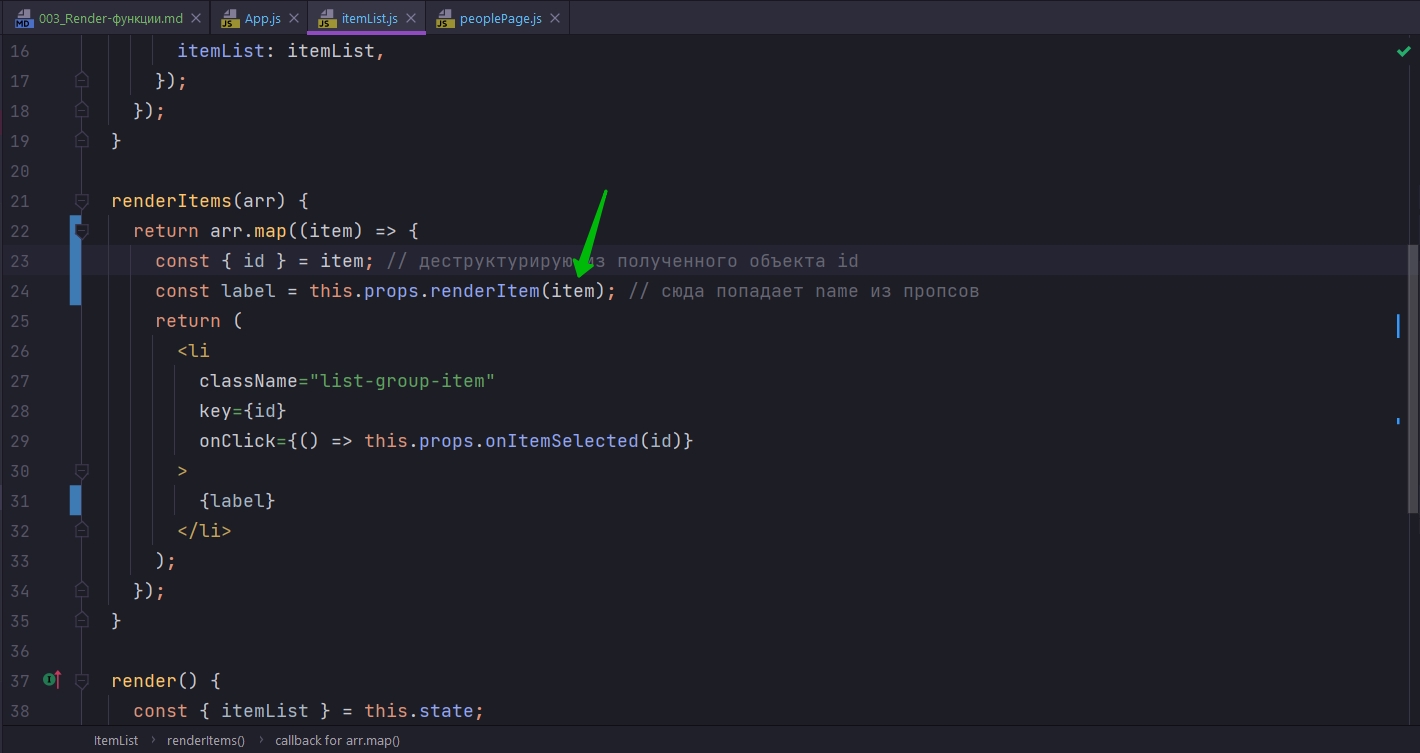 003_Render-функции.md
App.js
itemList.js
peoplePage.js
16 itemList: itemList,
17 });
18 });
19 }
20
21 renderItems(arr) {
22 return arr.map((item) => {
23 const { id } = item; // деструктурирую из полученного объекта id
24 const label = this.props.renderItem(item); // сюда попадает name из пропсов
25 return (
26 <li
27 className="list-group-item"
28 key={id}
29 onClick={() => this.props.onItemSelected(id)}
30 >
31 {label}
32 </li>
33 );
34 });
35 }
36
37 render() {
38 const { itemList } = this.state;
ItemList › renderItems() › callback for arr.map()